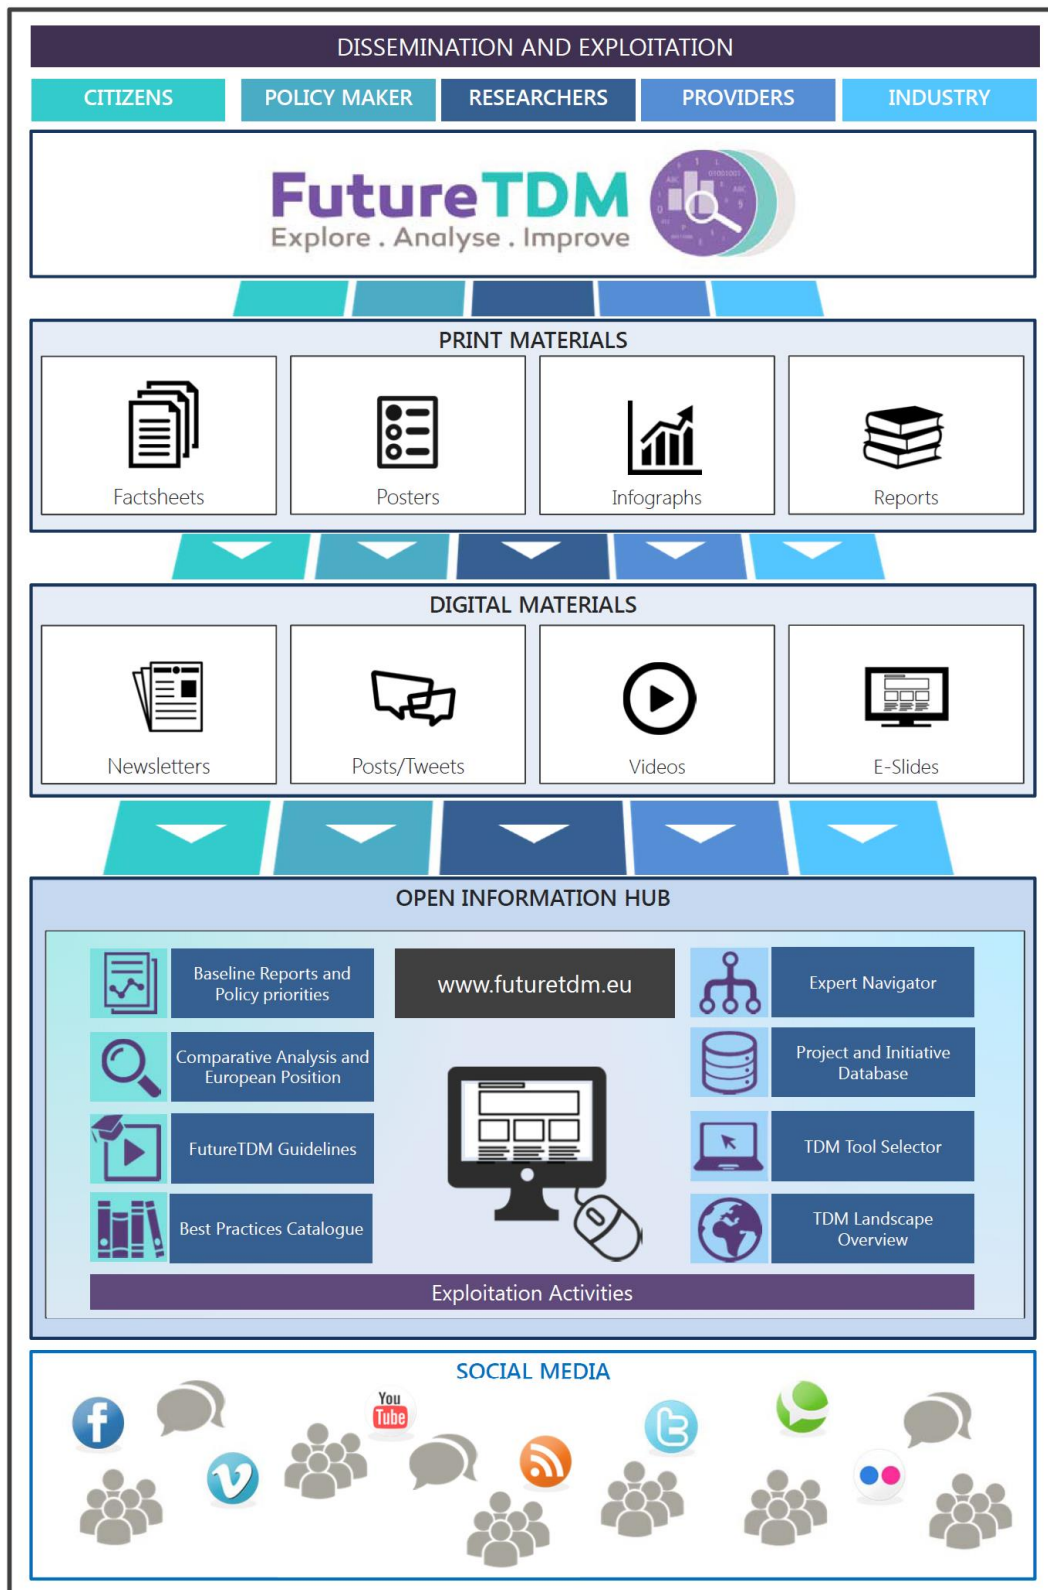 DISSEMINATION AND EXPLOITATION
CITIZENS
POLICY MAKER
RESEARCHERS
PROVIDERS
INDUSTRY
FutureTDM
Explore . Analyse . Improve
PRINT MATERIALS
Factsheets
Posters
Infographs
Reports
DIGITAL MATERIALS
Newsletters
Posts/Tweets
Videos
E-Slides
OPEN INFORMATION HUB
Baseline Reports and
Policy priorities
www.futuretdm.eu
Expert Navigator
Comparative Analysis and
European Position
Project and Initiative
Database
FutureTDM Guidelines
TDM Tool Selector
Best Practices Catalogue
TDM Landscape
Overview
Exploitation Activities
SOCIAL MEDIA
You
Tube